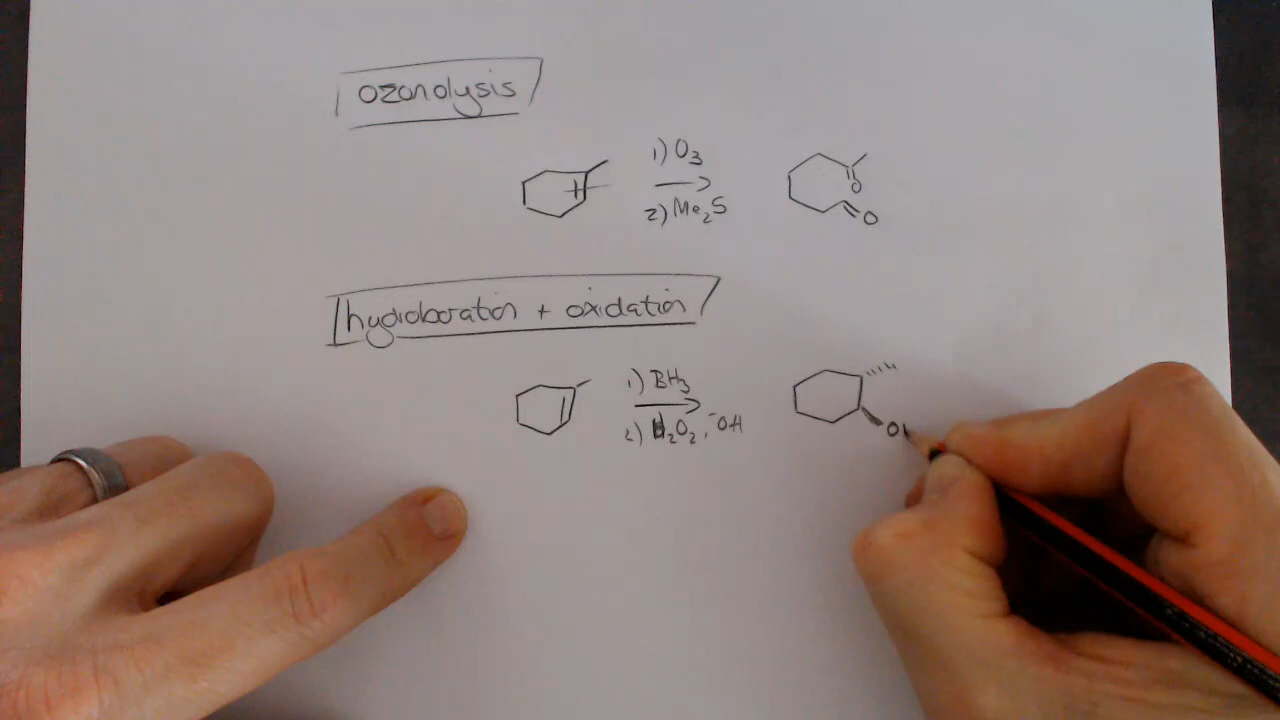 ozonolysis
1) O₃
2) Me₂S
O
O
hydroboration + oxidation
1) BH₃
2) H₂O₂, ⁻OH
O